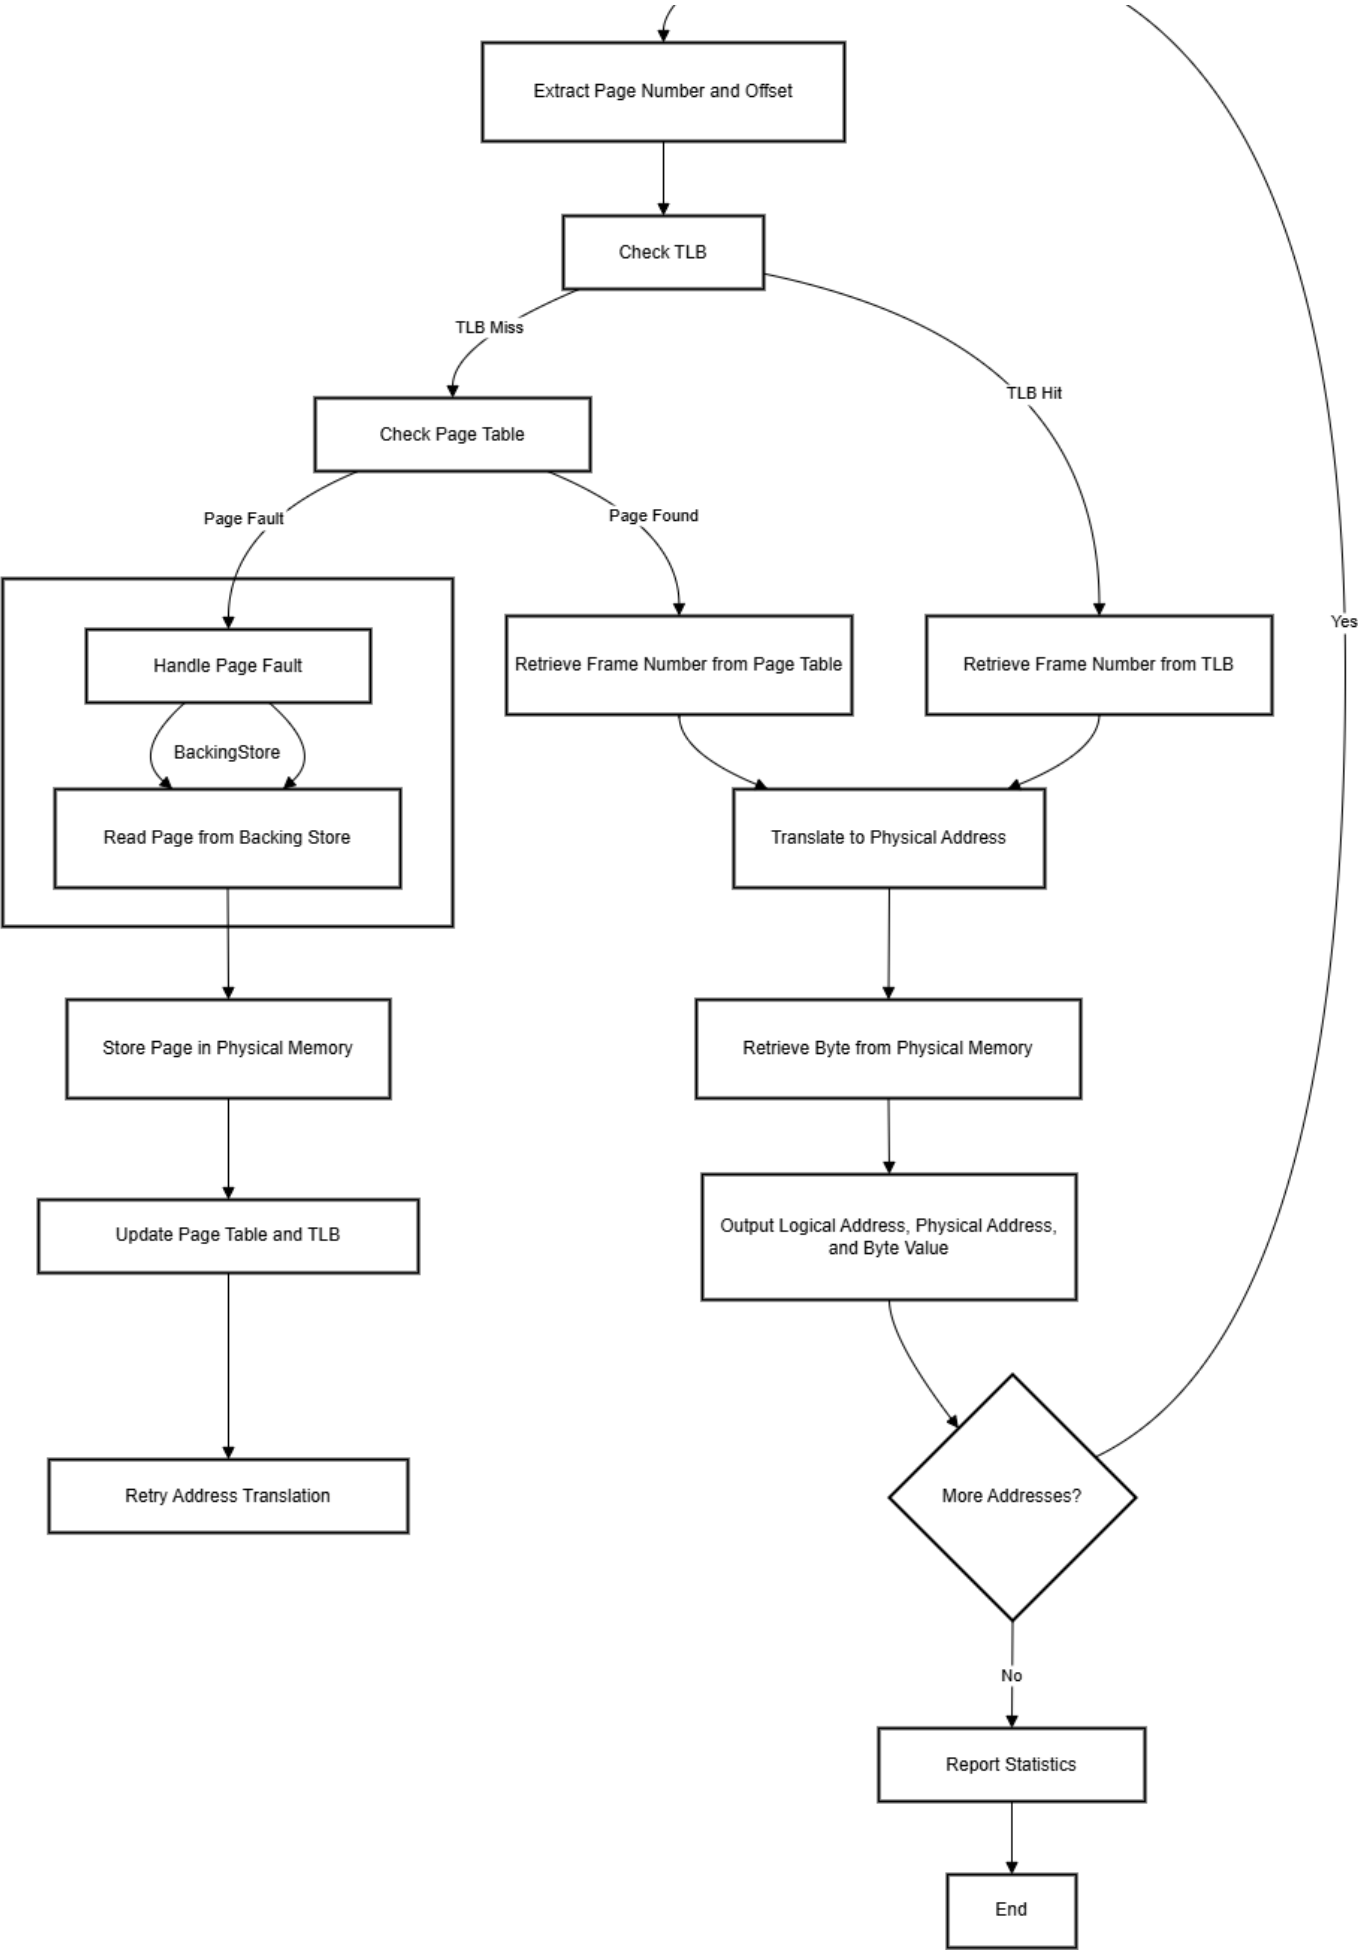 Extract Page Number and Offset
Check TLB
TLB Miss
TLB Hit
Check Page Table
Page Fault
Page Found
Yes
Handle Page Fault
Retrieve Frame Number from Page Table
Retrieve Frame Number from TLB
BackingStore
Read Page from Backing Store
Translate to Physical Address
Store Page in Physical Memory
Retrieve Byte from Physical Memory
Update Page Table and TLB
Output Logical Address, Physical Address,
and Byte Value
Retry Address Translation
More Addresses?
No
Report Statistics
End